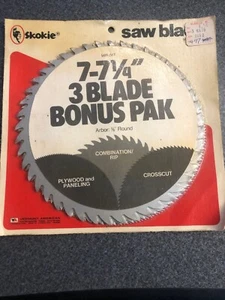 Skokie
saw bla
7-7¼"
3 BLADE
BONUS PAK
Arbor: ⅝" Round
COMBINATION/
RIP
PLYWOOD and
PANELING
CROSSCUT